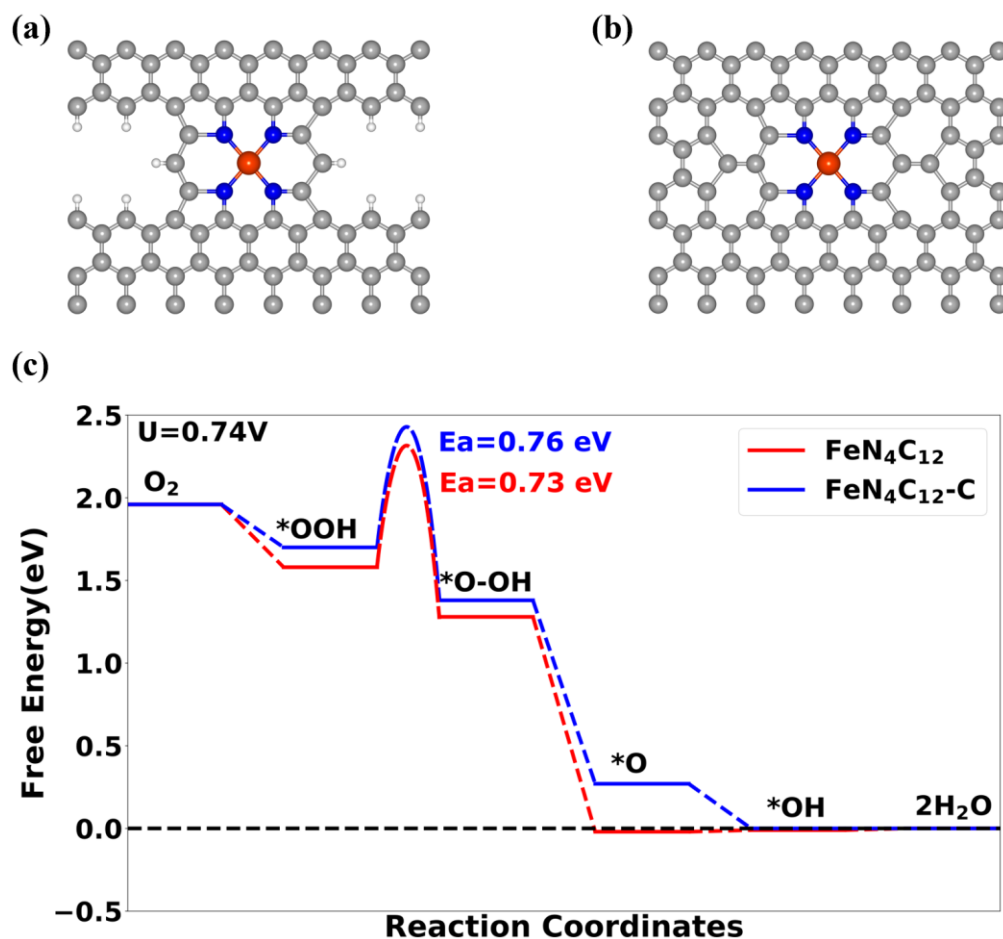 (a)
(b)
(c)
U=0.74V
Ea=0.76 eV
Ea=0.73 eV
FeN₄C₁₂
FeN₄C₁₂-C
O₂
*OOH
*O-OH
*O
*OH
2H₂O
2.5
2.0
1.5
1.0
0.5
0.0
−0.5
Free Energy(eV)
Reaction Coordinates